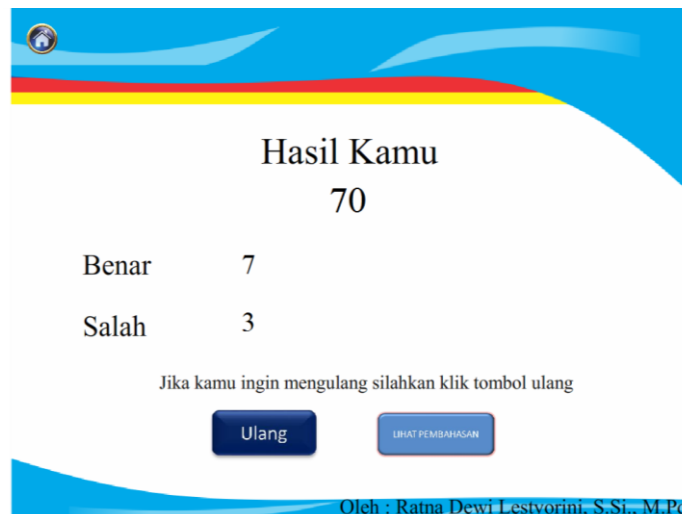 Hasil Kamu
70
Benar 7
Salah 3
Jika kamu ingin mengulang silahkan klik tombol ulang
Ulang LIHAT PEMBAHASAN
Oleh : Ratna Dewi Lestyorini, S.Si., M.Pd